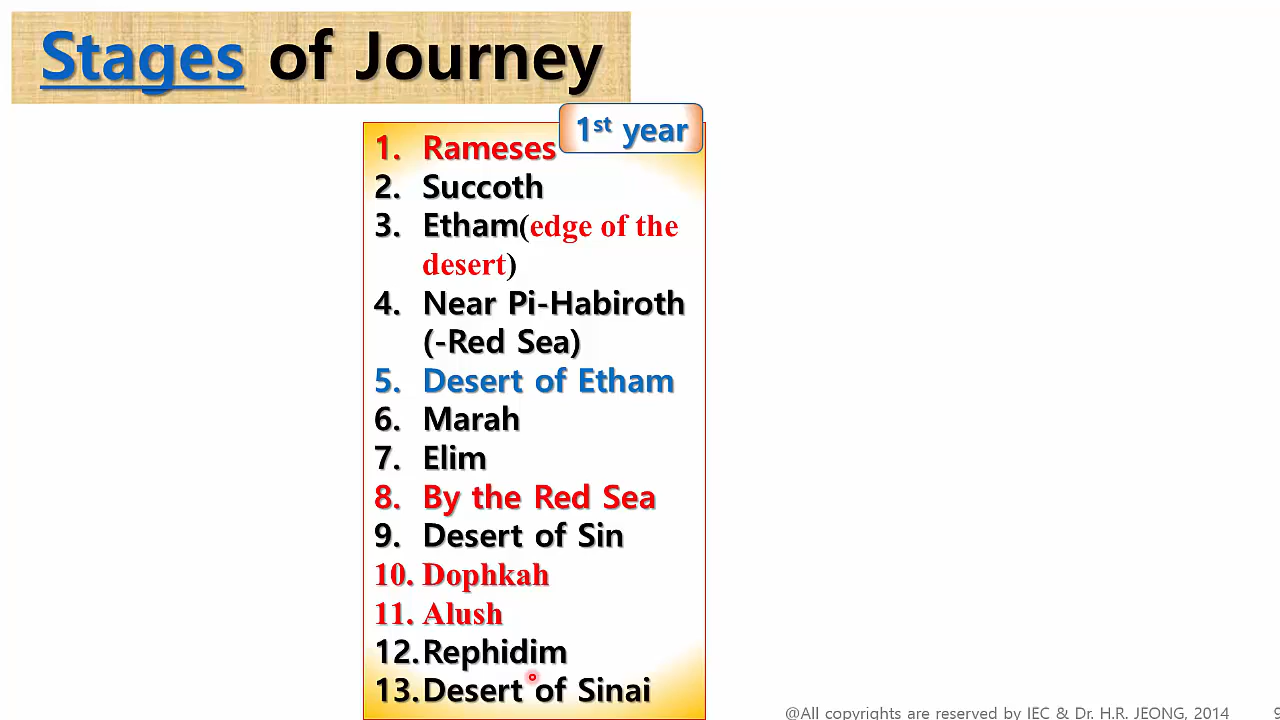 Stages of Journey
1st year
1. Rameses
2. Succoth
3. Etham(edge of the
desert)
4. Near Pi-Habiroth
(-Red Sea)
5. Desert of Etham
6. Marah
7. Elim
8. By the Red Sea
9. Desert of Sin
10. Dophkah
11. Alush
12. Rephidim
13. Desert of Sinai
@All copyrights are reserved by IEC & Dr. H.R. JEONG, 2014
9